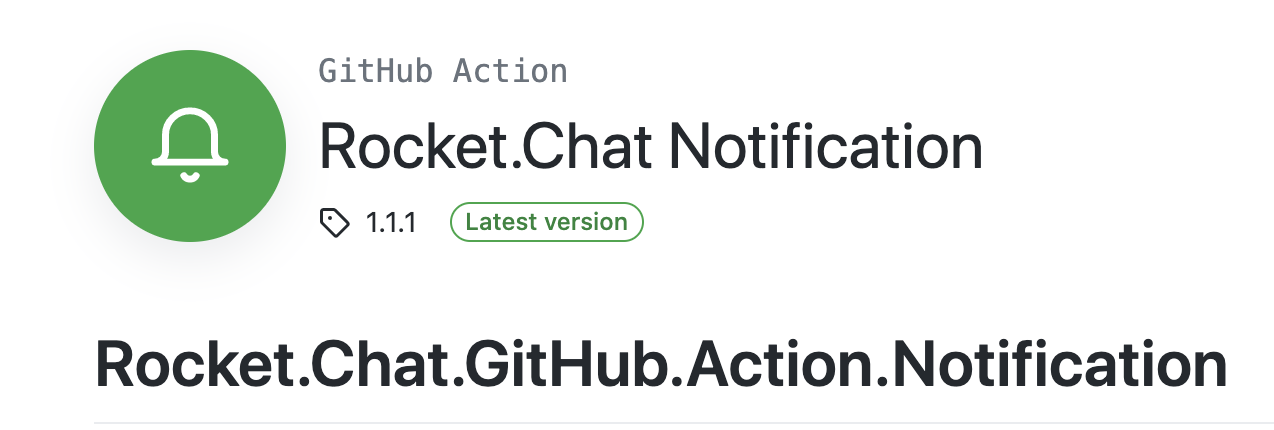 GitHub Action
Rocket.Chat Notification
1.1.1 Latest version
Rocket.Chat.GitHub.Action.Notification